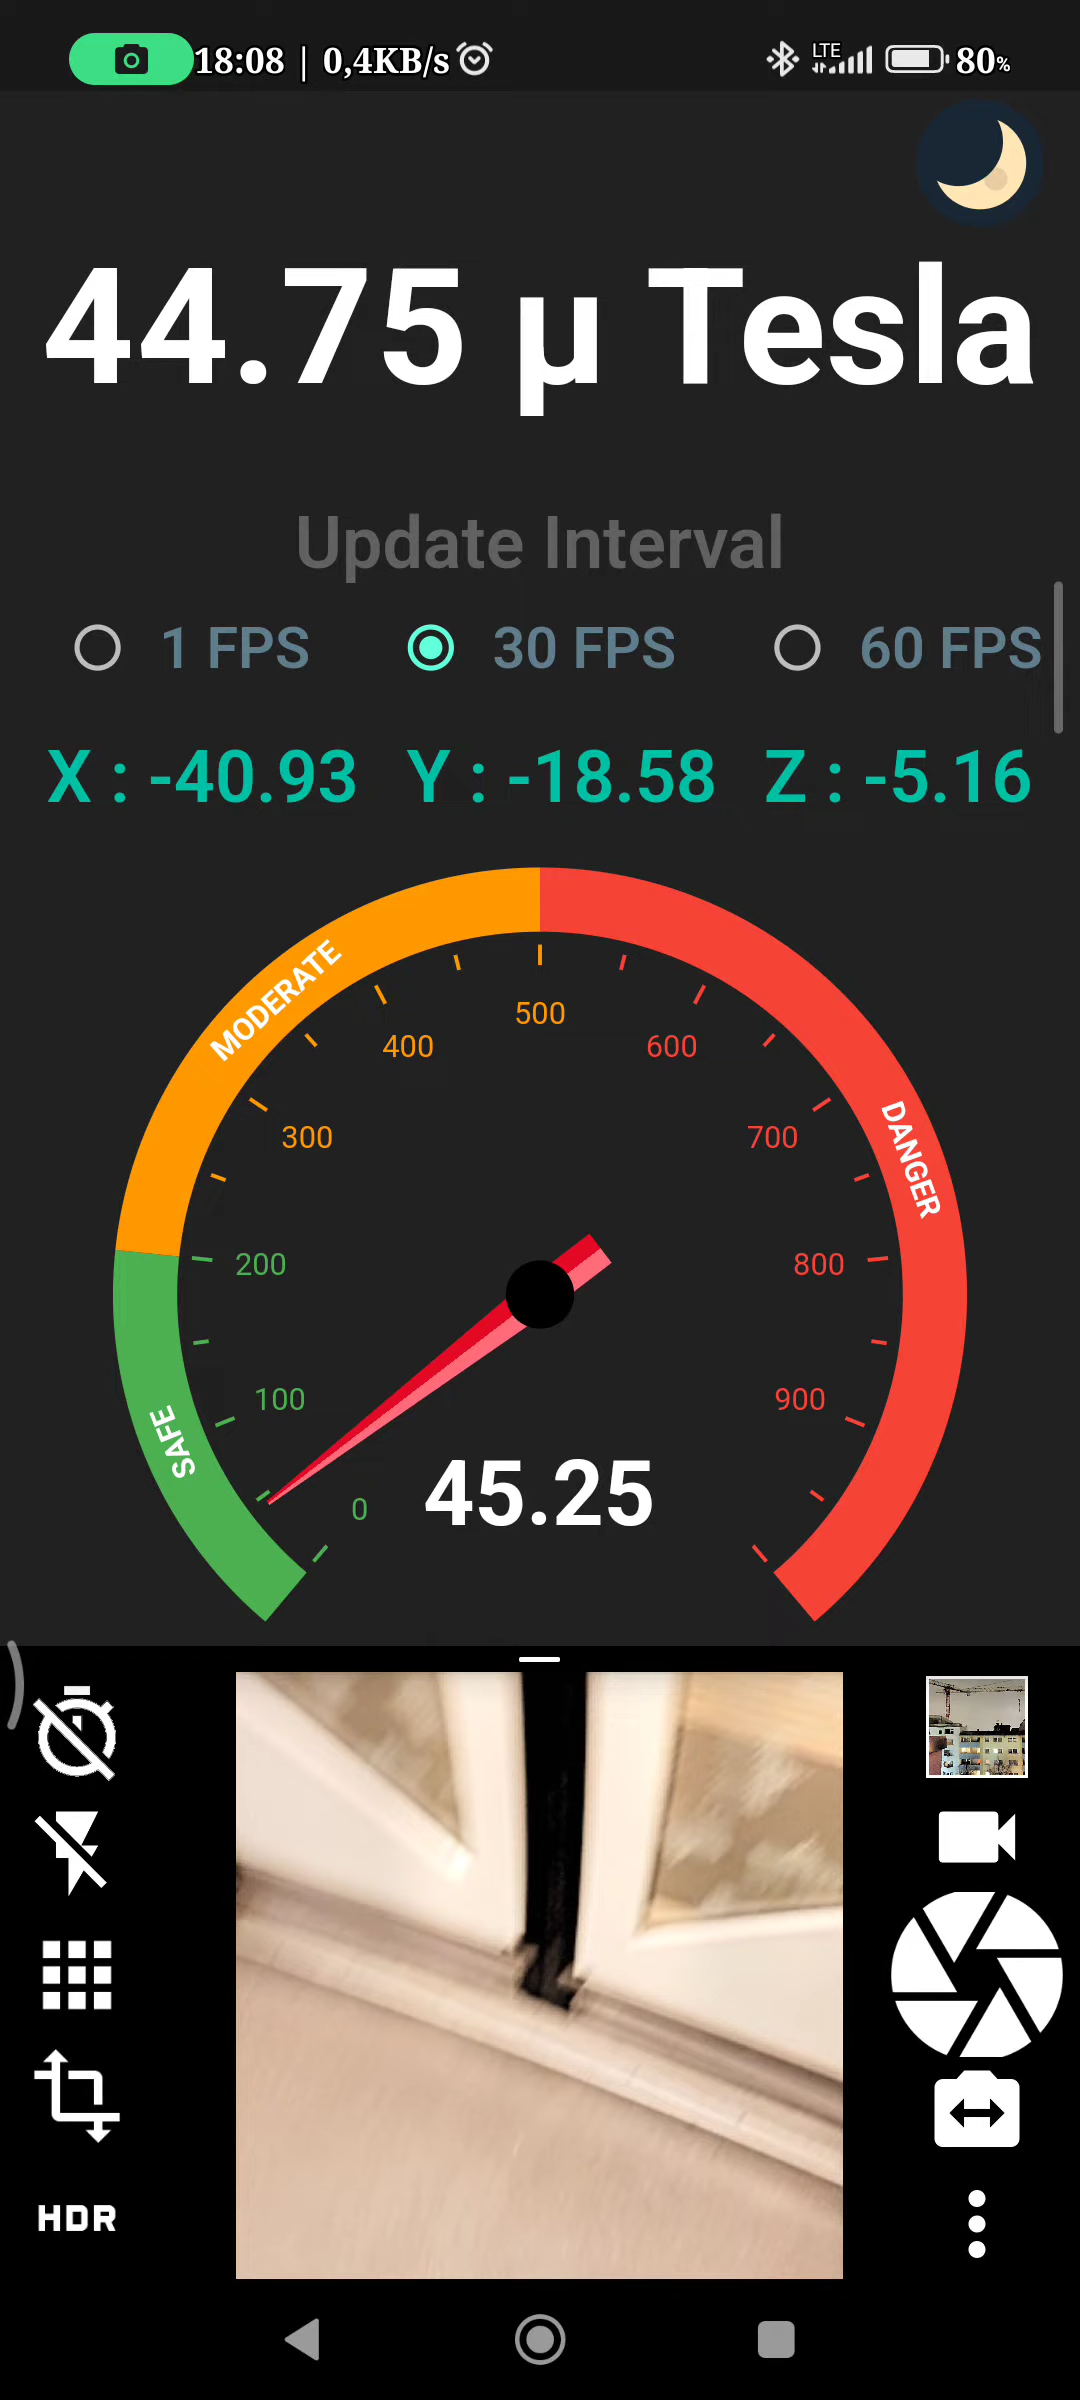 18:08 | 0,4KB/s LTE 80%
44.75 µ Tesla
Update Interval
1 FPS 30 FPS 60 FPS
X : -40.93 Y : -18.58 Z : -5.16
MODERATE
DANGER
SAFE
0 100 200 300 400 500 600 700 800 900
45.25
HDR